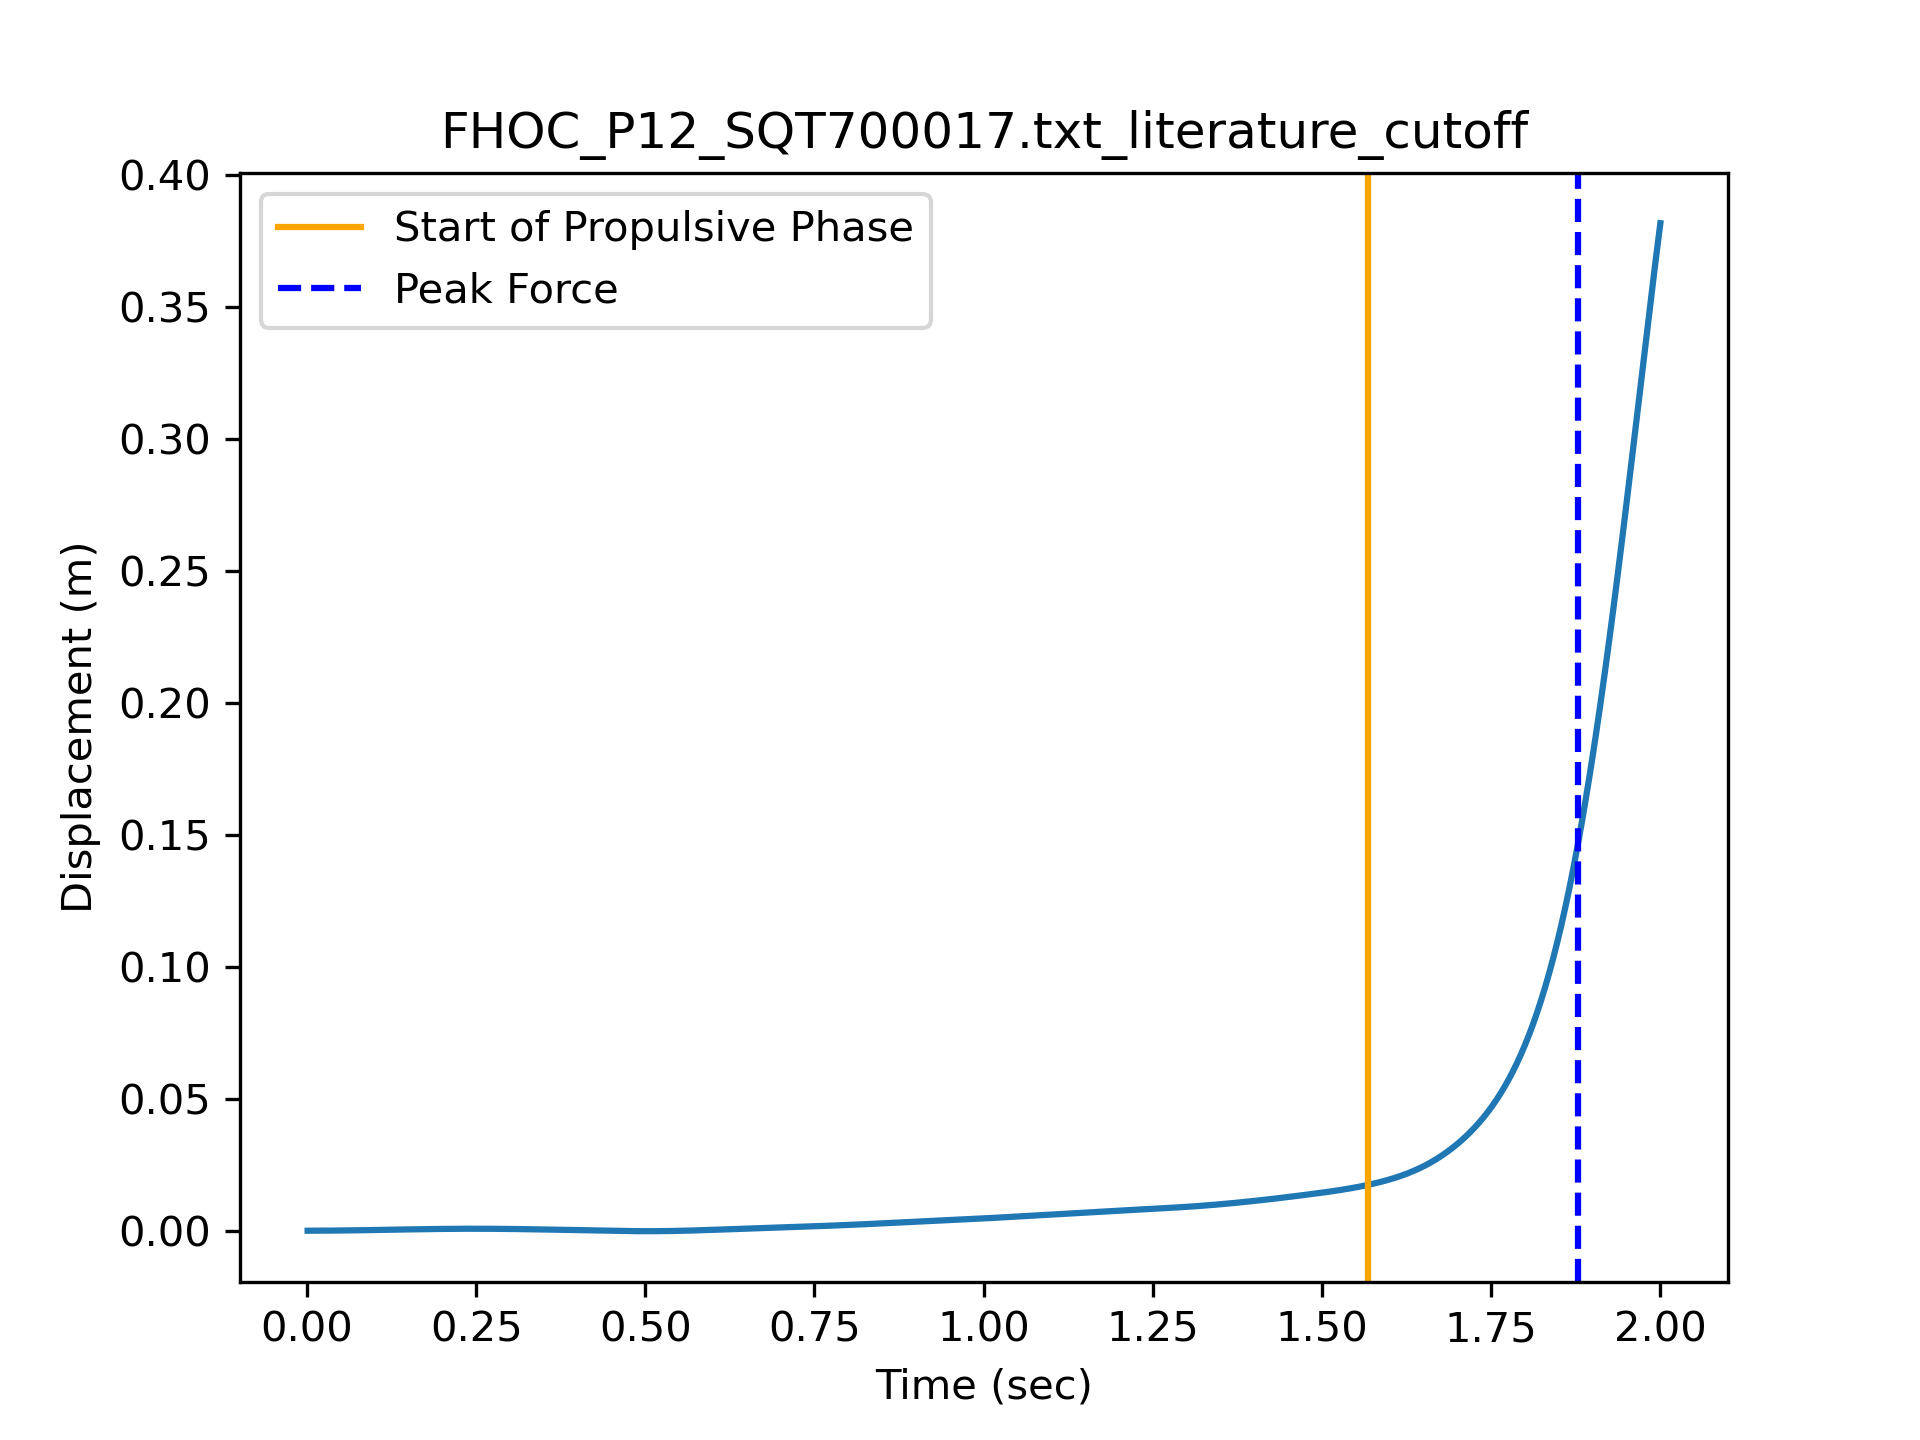 FHOC_P12_SQT700017.txt_literature_cutoff
Start of Propulsive Phase
Peak Force
0.40
0.35
0.30
0.25
0.20
0.15
0.10
0.05
0.00
Displacement (m)
0.00 0.25 0.50 0.75 1.00 1.25 1.50 1.75 2.00
Time (sec)